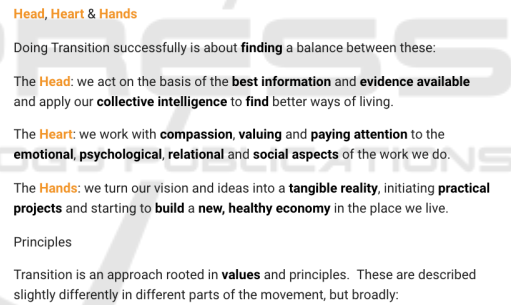 Head, Heart & Hands
Doing Transition successfully is about finding a balance between these:
The Head: we act on the basis of the best information and evidence available
and apply our collective intelligence to find better ways of living.
The Heart: we work with compassion, valuing and paying attention to the
emotional, psychological, relational and social aspects of the work we do.
The Hands: we turn our vision and ideas into a tangible reality, initiating practical
projects and starting to build a new, healthy economy in the place we live.
Principles
Transition is an approach rooted in values and principles. These are described
slightly differently in different parts of the movement, but broadly: